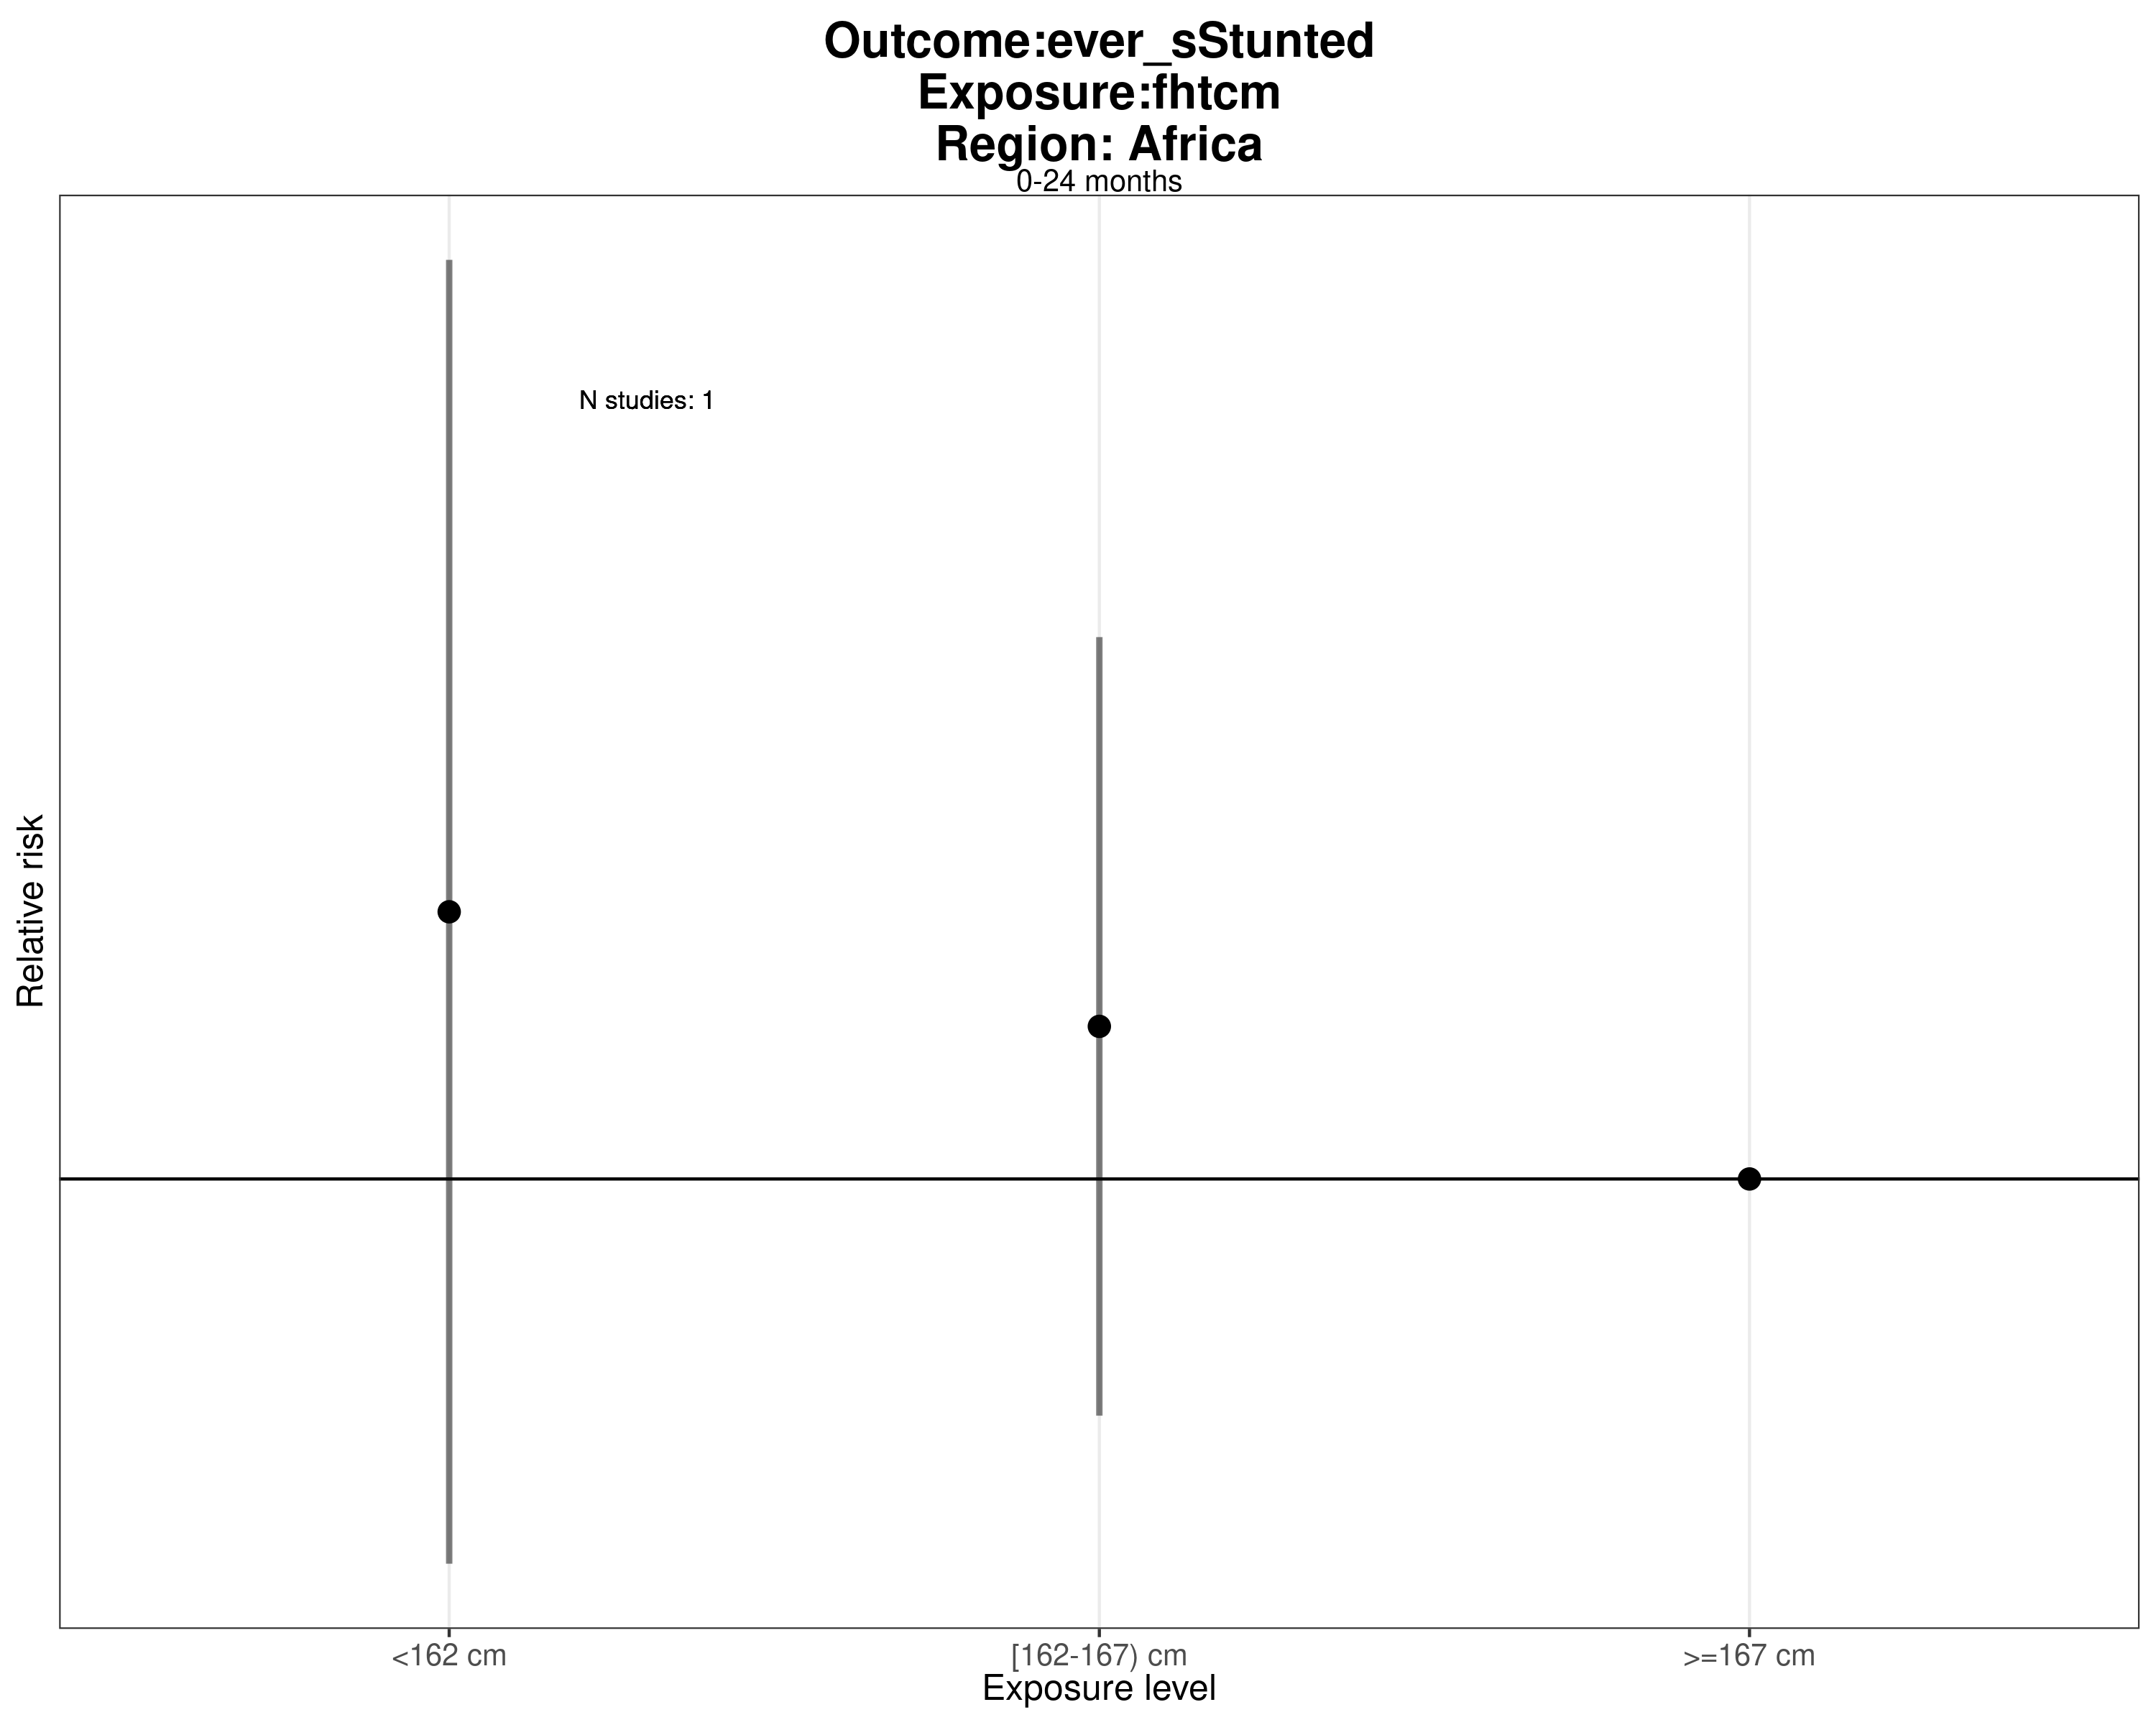 Outcome:ever_sStunted
Exposure:fhtcm
Region: Africa
0-24 months
N studies: 1
Relative risk
<162 cm
[162-167) cm
>=167 cm
Exposure level